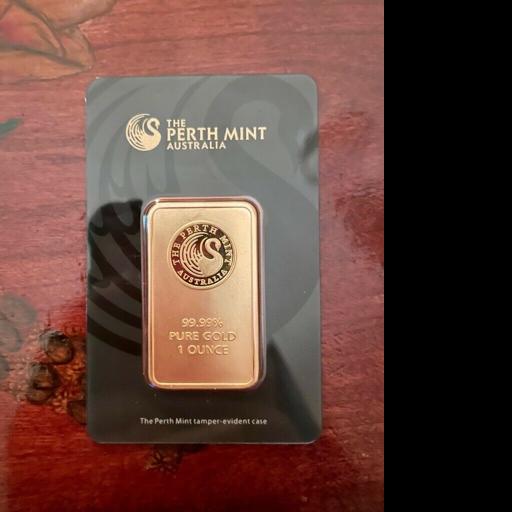 THE
PERTH MINT
AUSTRALIA
THE PERTH MINT
AUSTRALIA
99.99%
PURE GOLD
1 OUNCE
The Perth Mint tamper-evident case